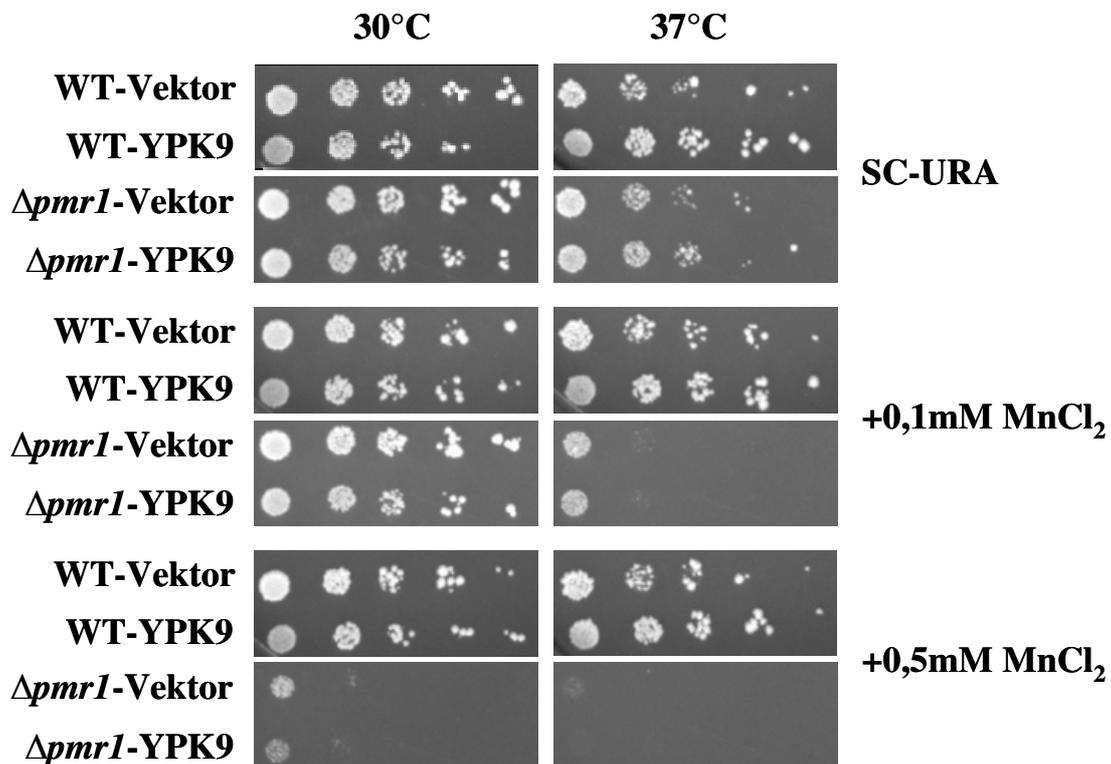 30°C 37°C
WT-Vektor
WT-YPK9
SC-URA
Δpmr1-Vektor
Δpmr1-YPK9
WT-Vektor
WT-YPK9
+0,1mM MnCl₂
Δpmr1-Vektor
Δpmr1-YPK9
WT-Vektor
WT-YPK9
+0,5mM MnCl₂
Δpmr1-Vektor
Δpmr1-YPK9